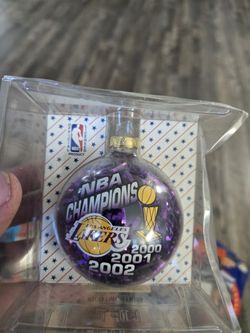 NBA
CHAMPIONS
LOS ANGELES
LAKERS
2000
2001
2002